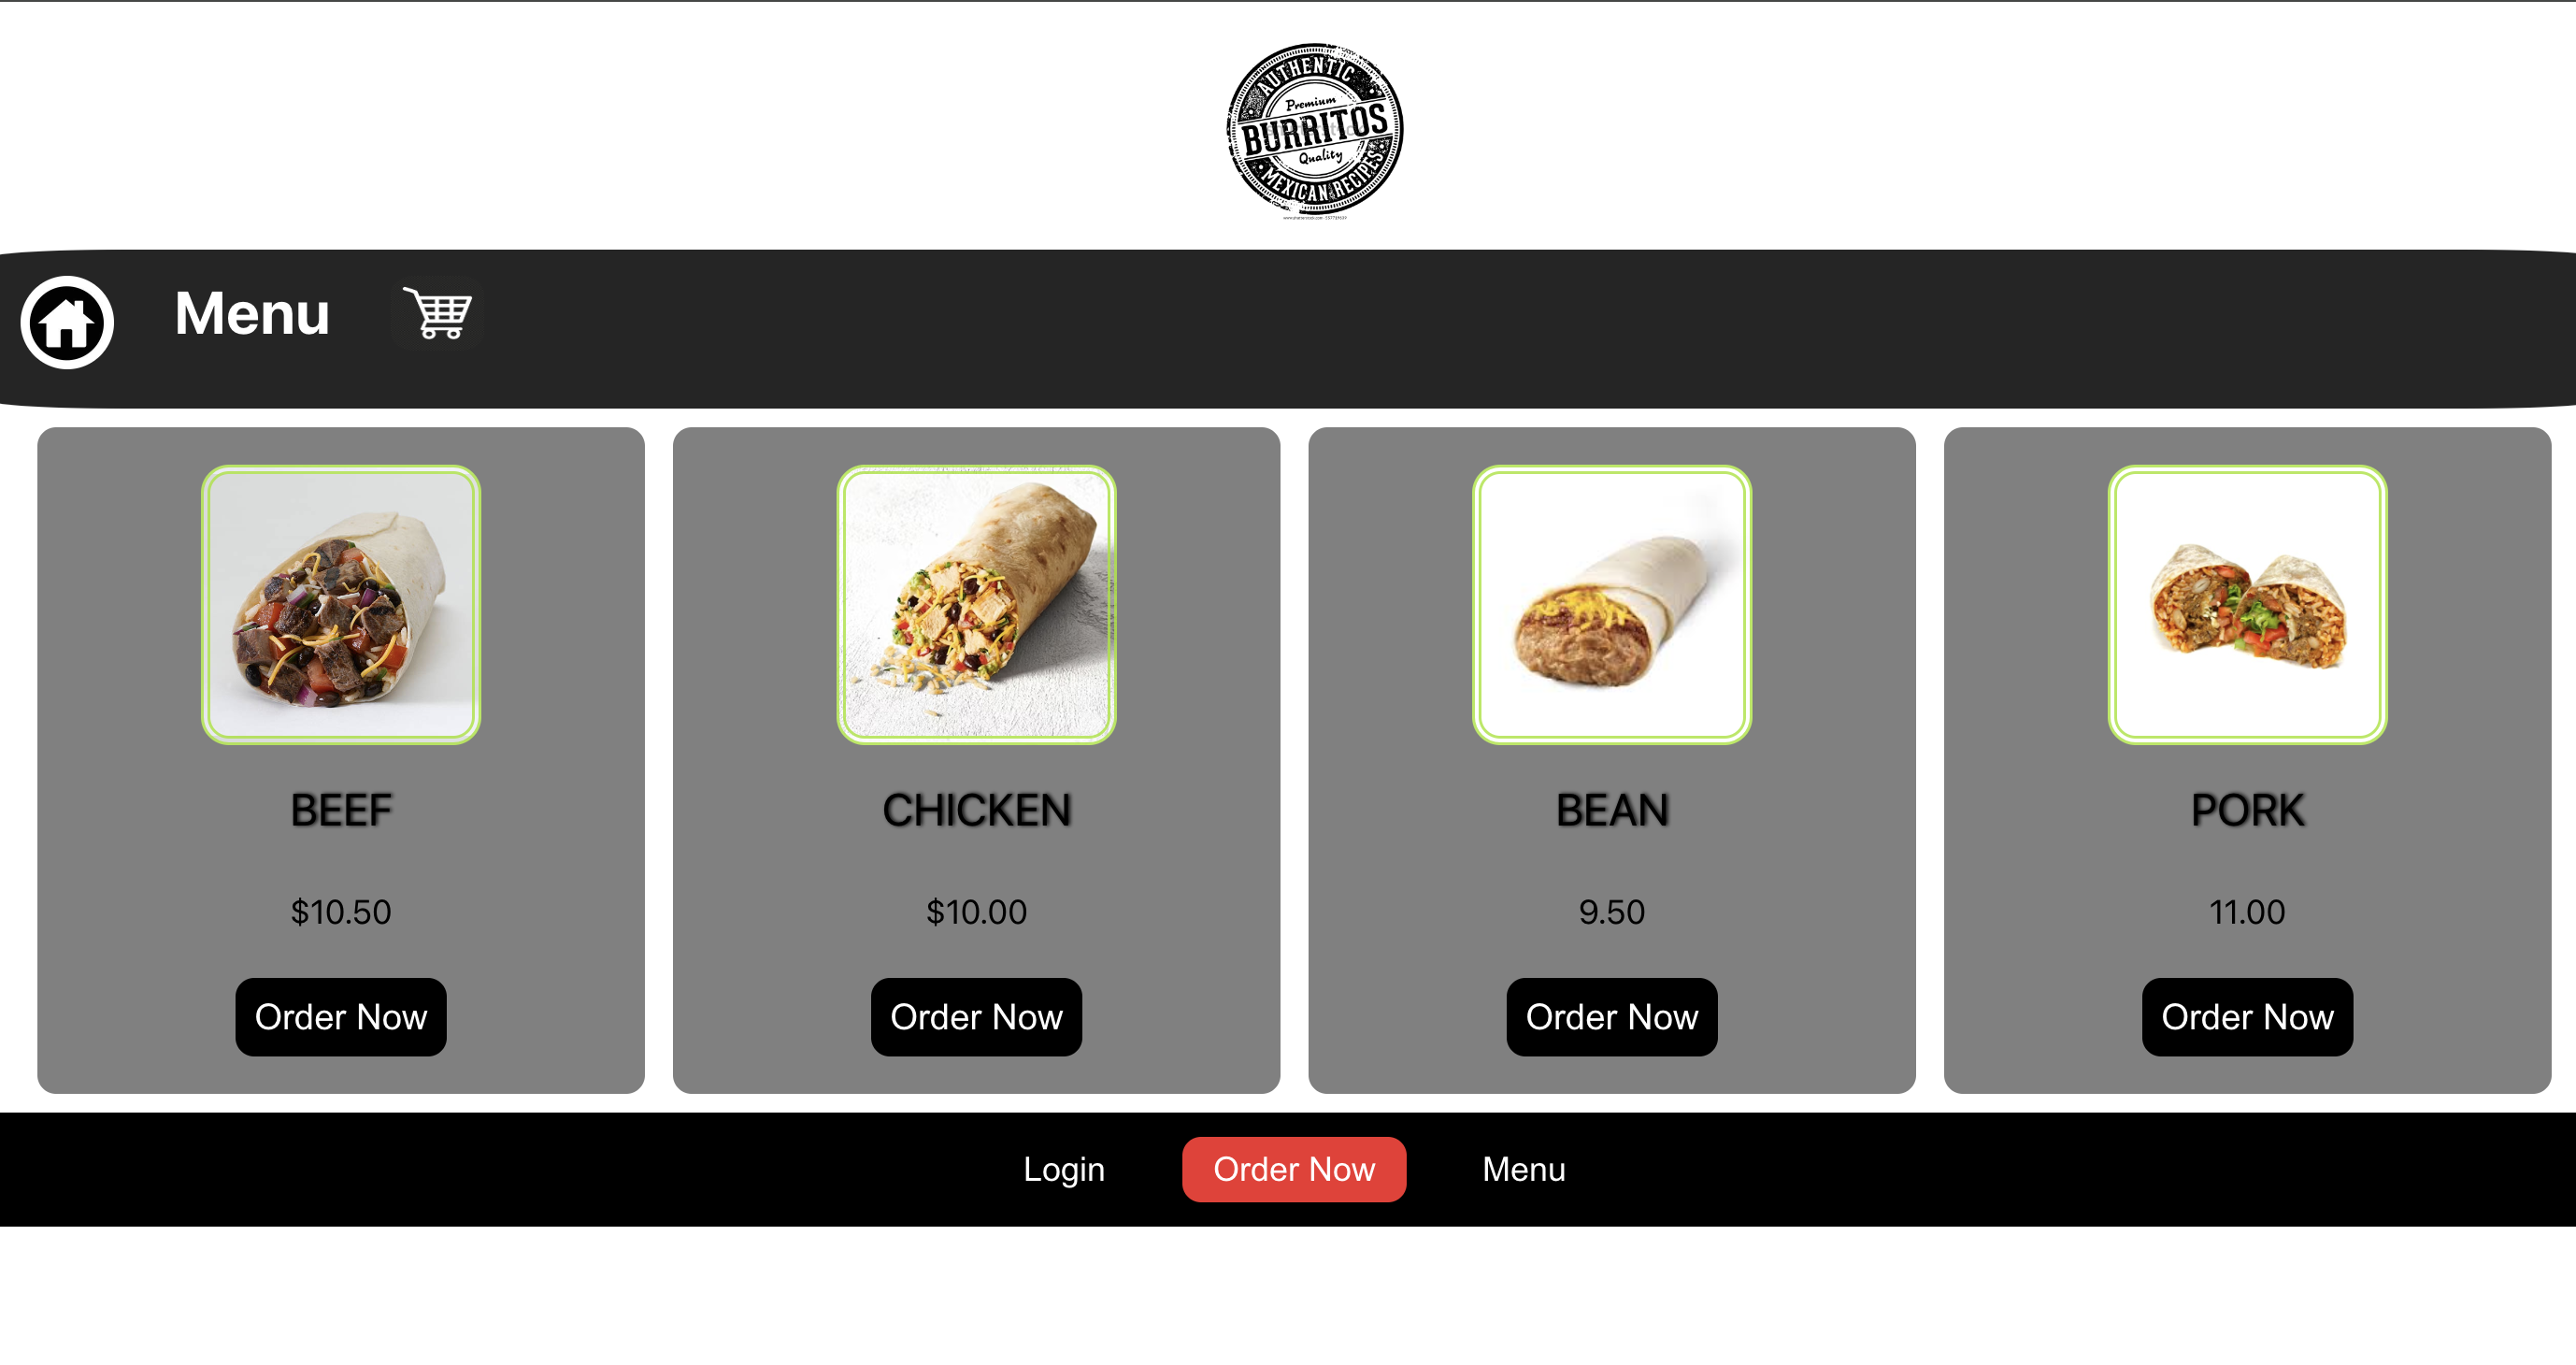 AUTHENTIC
Premium
BURRITOS
Quality
MEXICAN RECIPES
Menu
BEEF
CHICKEN
BEAN
PORK
$10.50
$10.00
9.50
11.00
Order Now
Order Now
Order Now
Order Now
Login
Order Now
Menu